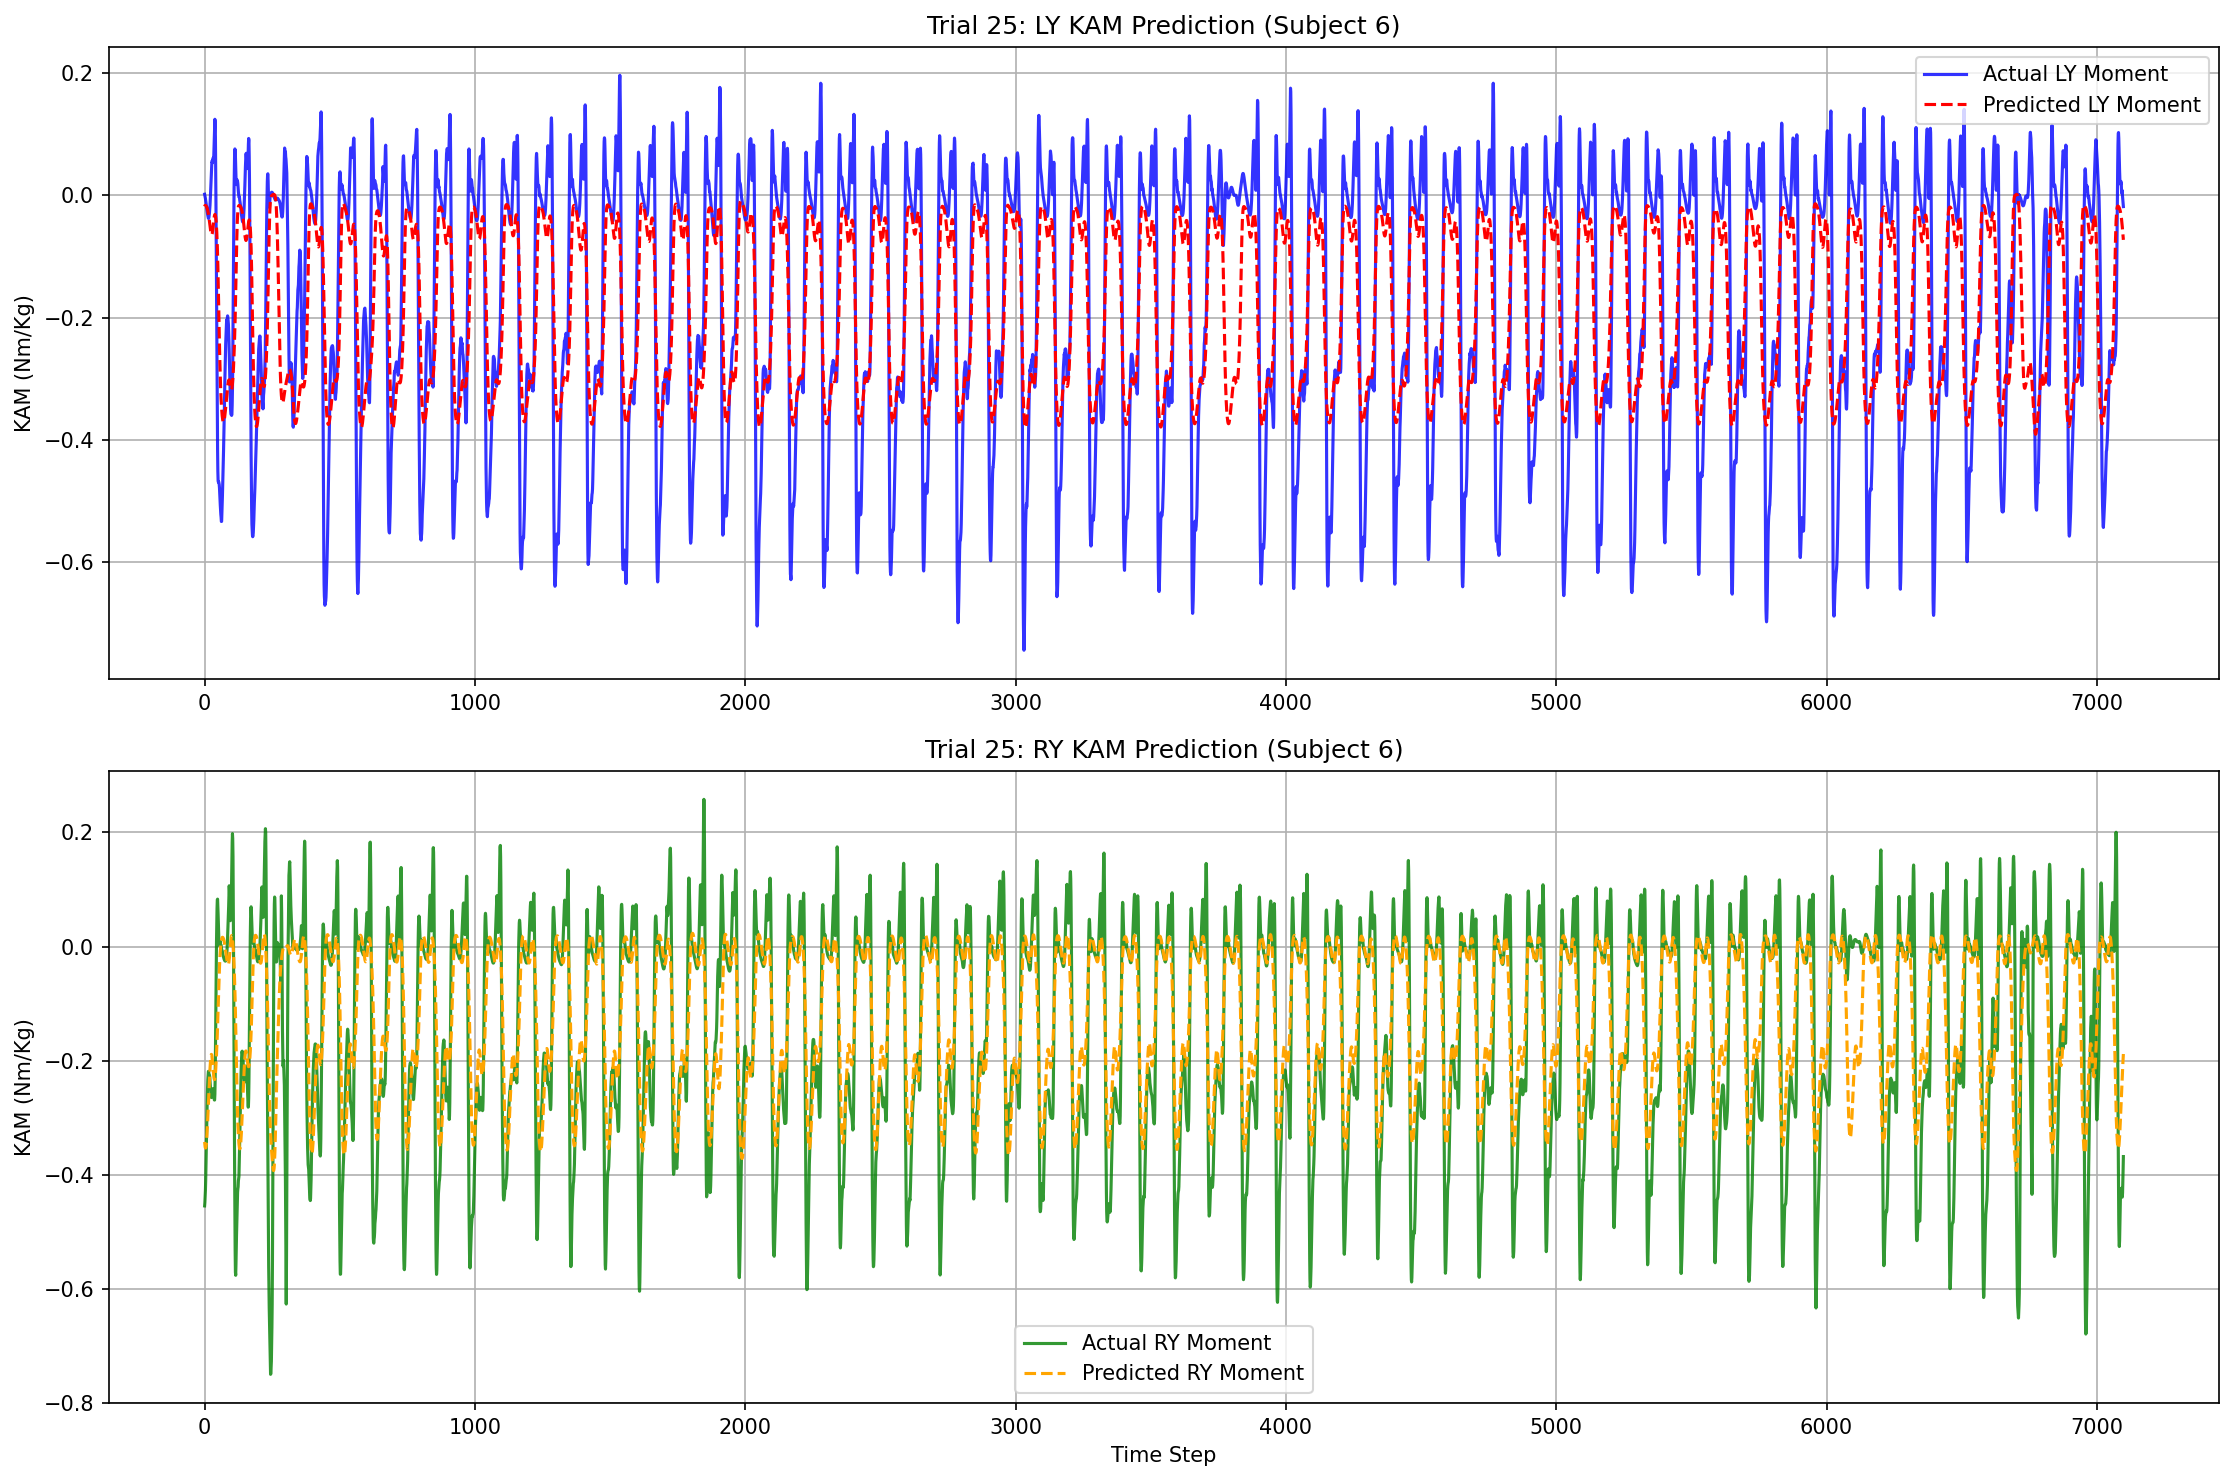 Trial 25: LY KAM Prediction (Subject 6)
Actual LY Moment
Predicted LY Moment
KAM (Nm/Kg)
0.2
0.0
−0.2
−0.4
−0.6
0 1000 2000 3000 4000 5000 6000 7000
Trial 25: RY KAM Prediction (Subject 6)
KAM (Nm/Kg)
0.2
0.0
−0.2
−0.4
−0.6
−0.8
Actual RY Moment
Predicted RY Moment
0 1000 2000 3000 4000 5000 6000 7000
Time Step